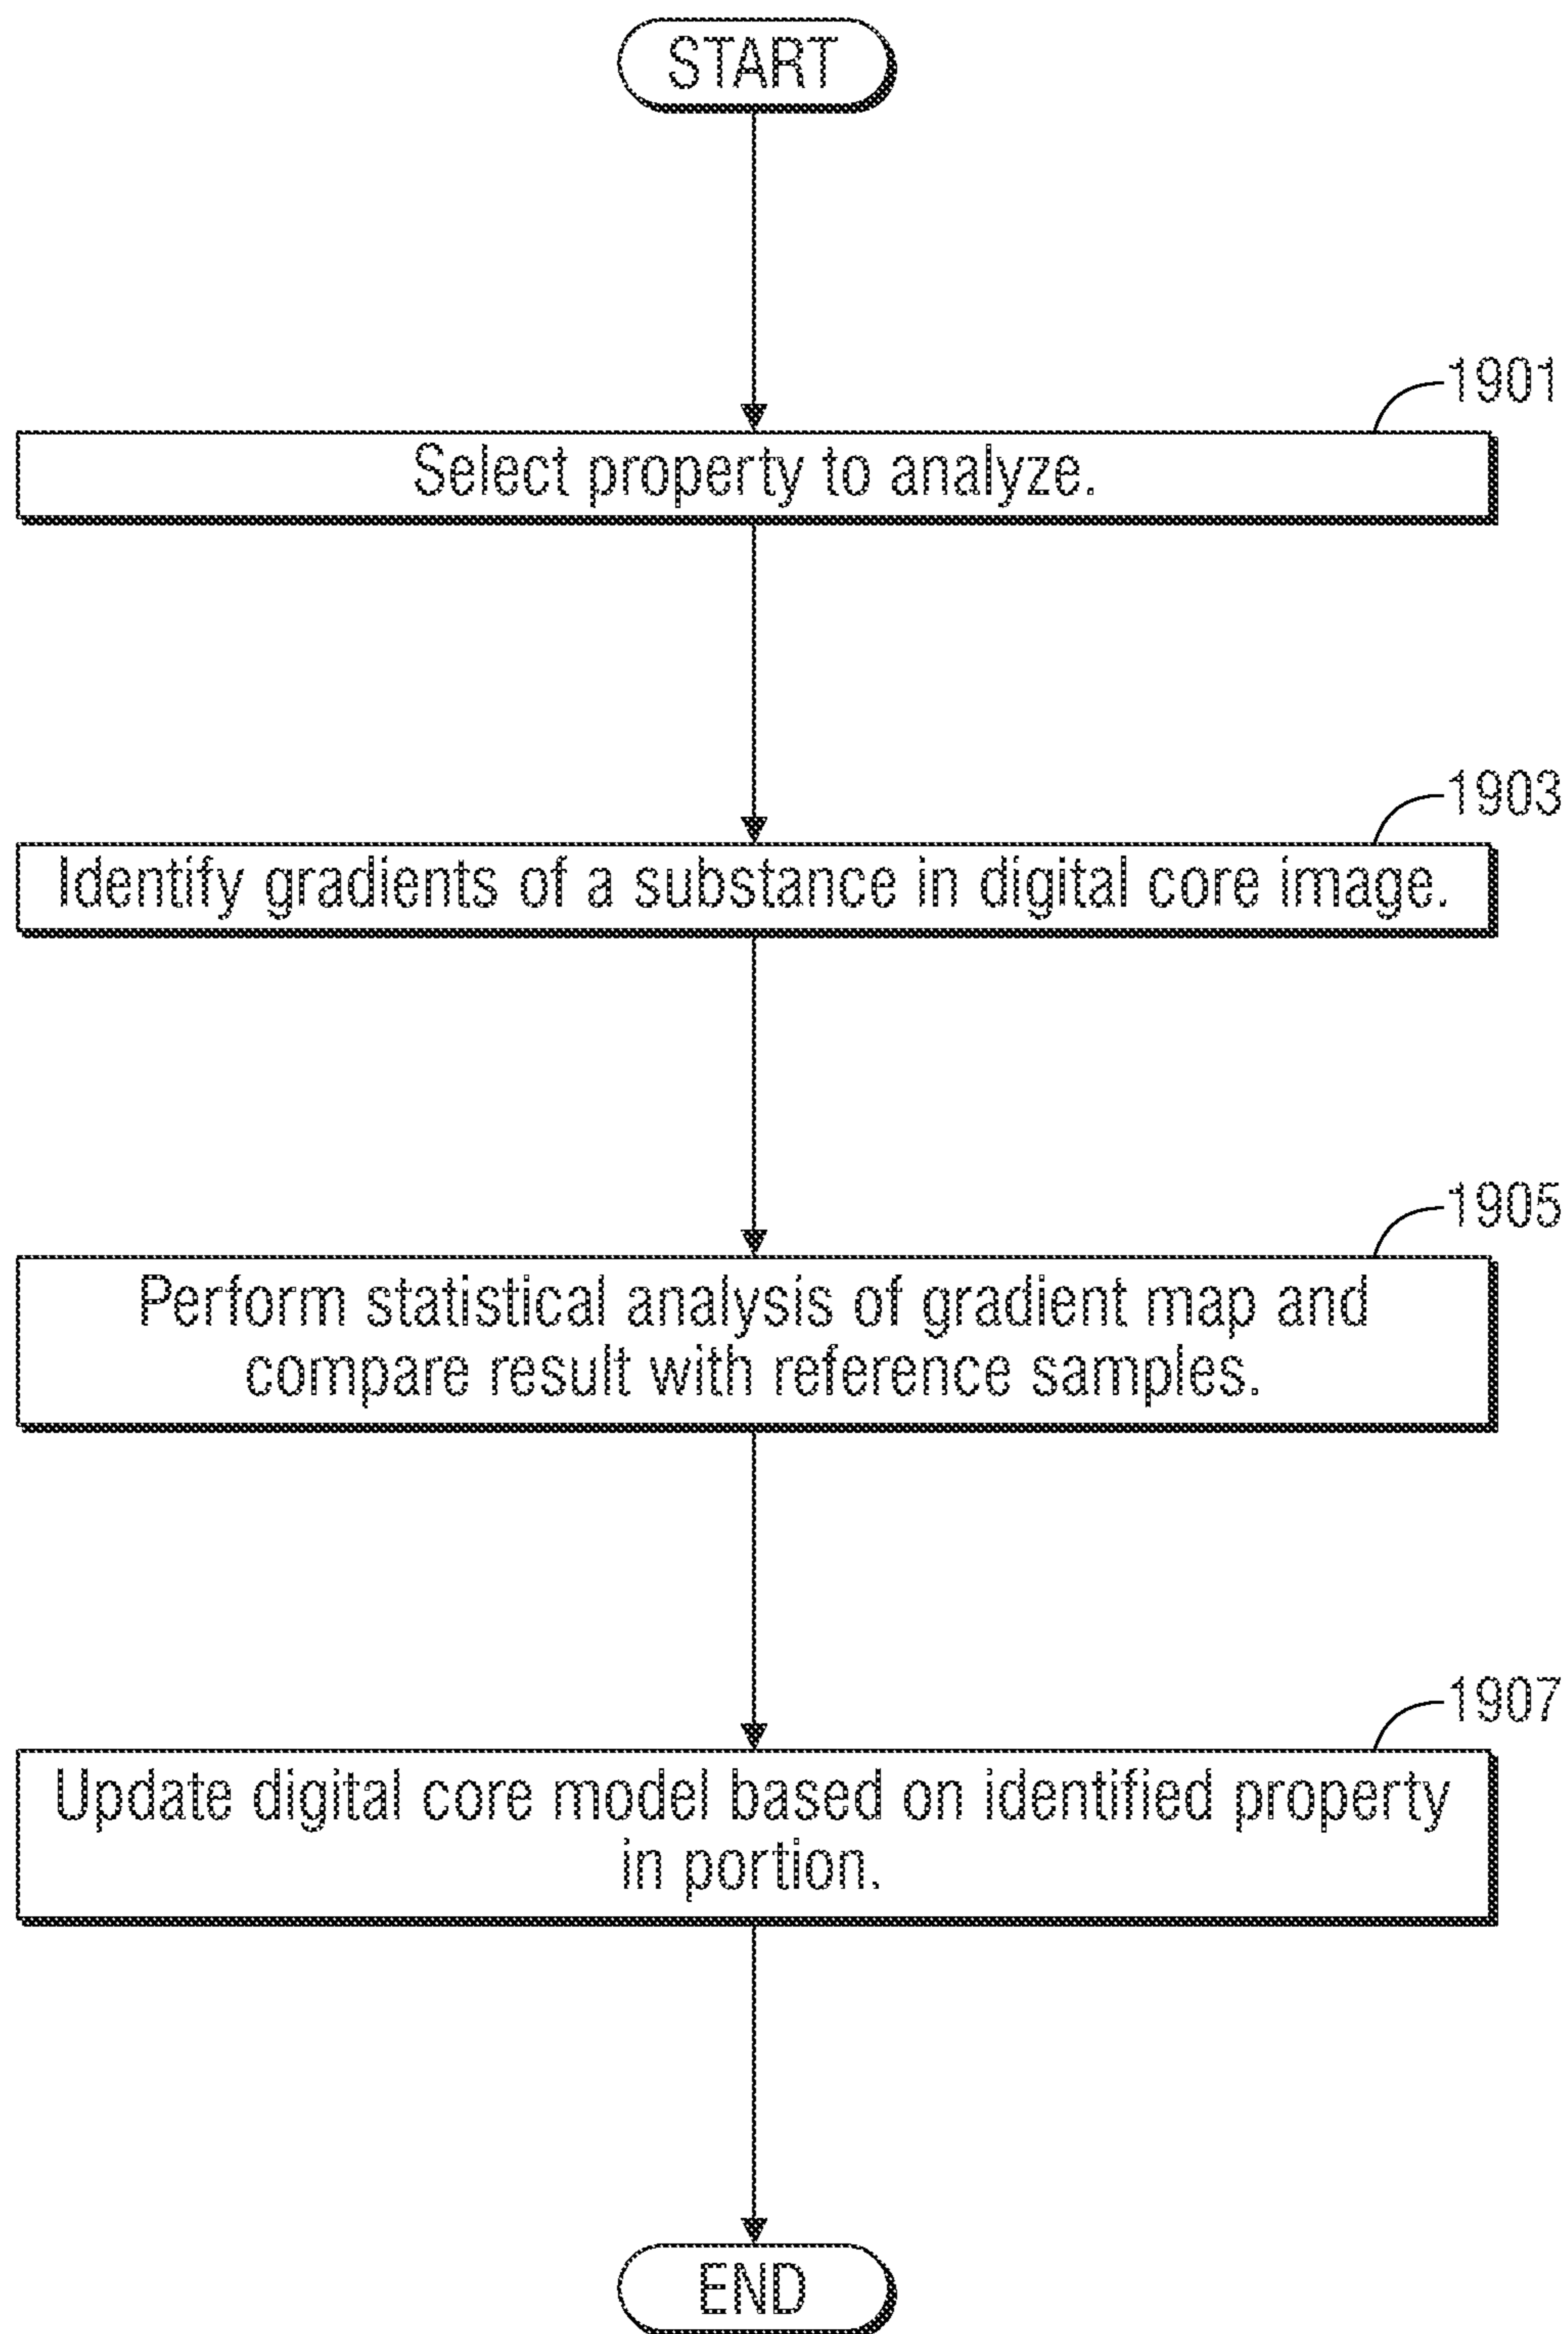 START
1901
Select property to analyze.
1903
Identify gradients of a substance in digital core image.
1905
Perform statistical analysis of gradient map and
compare result with reference samples.
1907
Update digital core model based on identified property
in portion.
END